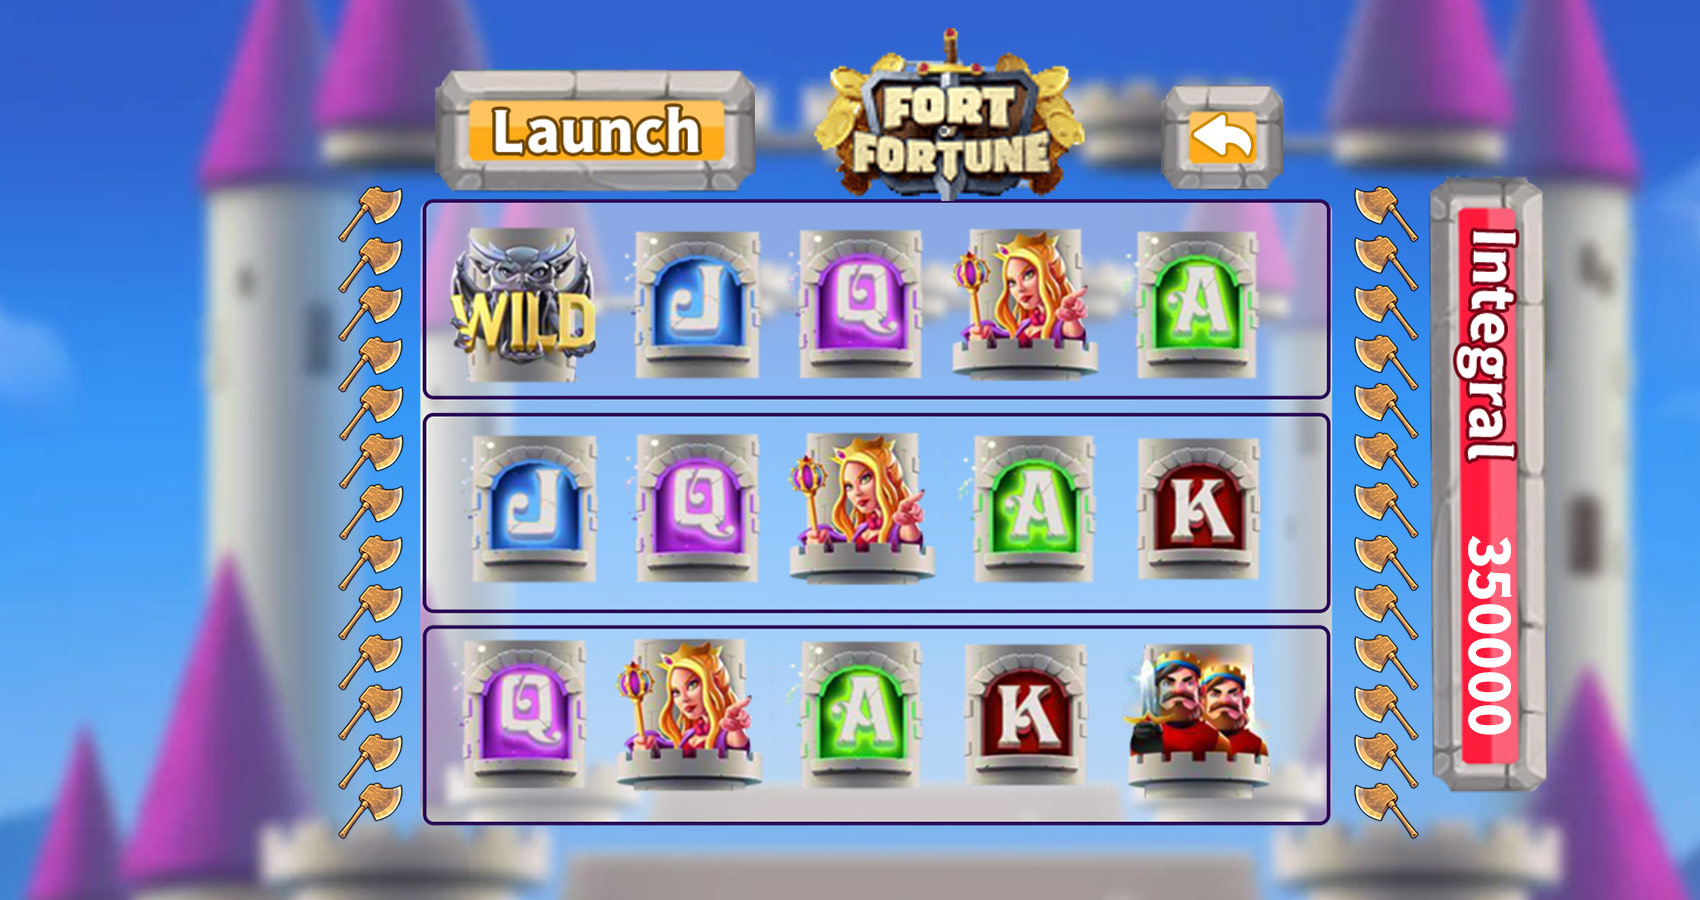 Launch
FORT
OF
FORTUNE
WILD J Q A
J Q A K
Q A K
Integral 350000